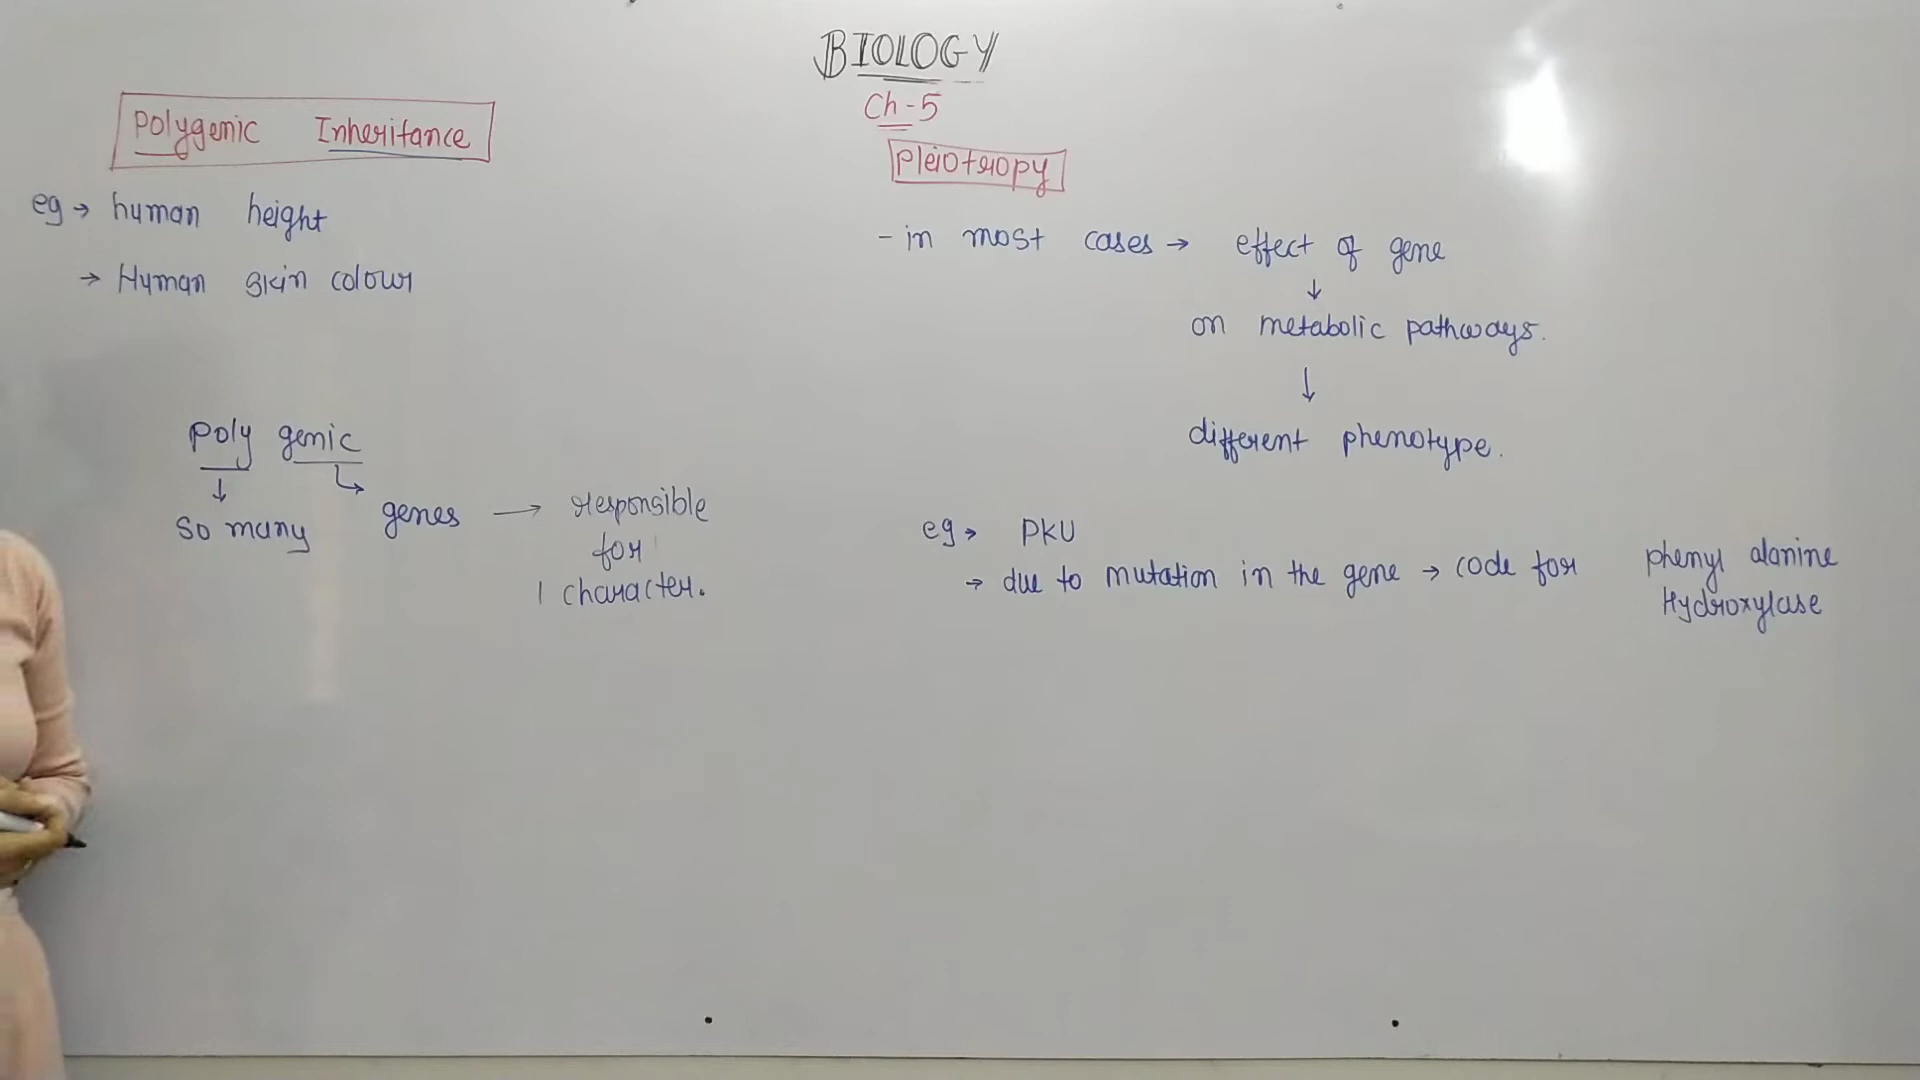 BIOLOGY
Ch-5
Polygenic Inheritance
eg → human height
→ Human skin colour
Poly genic
↓
so many genes → responsible
for
1 character.
Pleiotropy
- in most cases → effect of gene
↓
on metabolic pathways.
↓
different phenotype.
eg → PKU
→ due to mutation in the gene → code for phenyl alanine
Hydroxylase